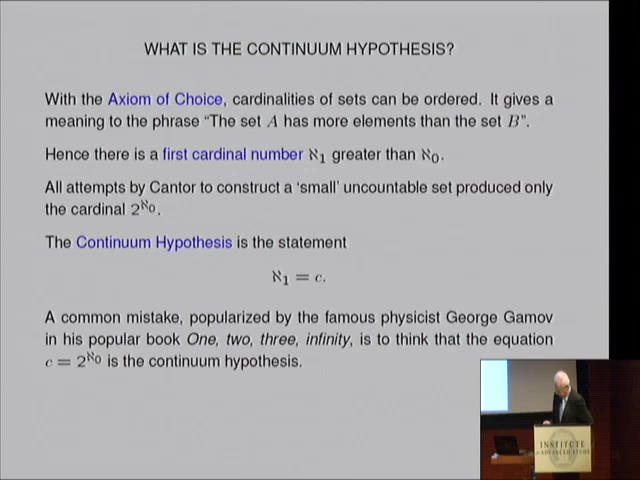 WHAT IS THE CONTINUUM HYPOTHESIS?
With the Axiom of Choice, cardinalities of sets can be ordered. It gives a
meaning to the phrase “The set A has more elements than the set B”.
Hence there is a first cardinal number ℵ₁ greater than ℵ₀.
All attempts by Cantor to construct a ‘small’ uncountable set produced only
the cardinal 2^ℵ₀.
The Continuum Hypothesis is the statement
ℵ₁ = c.
A common mistake, popularized by the famous physicist George Gamov
in his popular book One, two, three, infinity, is to think that the equation
c = 2^ℵ₀ is the continuum hypothesis.
INSTITUTE
for ADVANCED STUDY